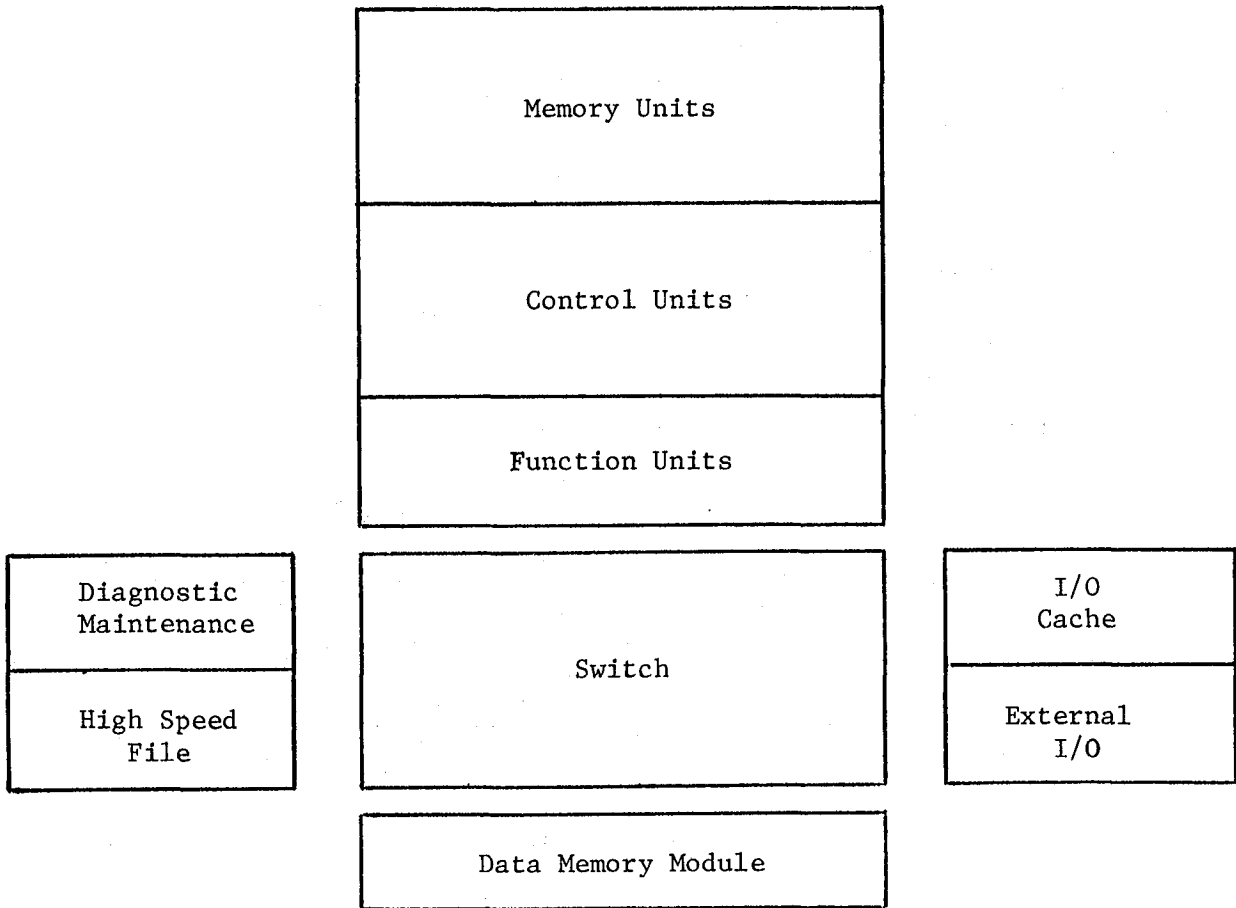 Memory Units
Control Units
Function Units
Diagnostic
Maintenance
High Speed
File
Switch
I/O
Cache
External
I/O
Data Memory Module